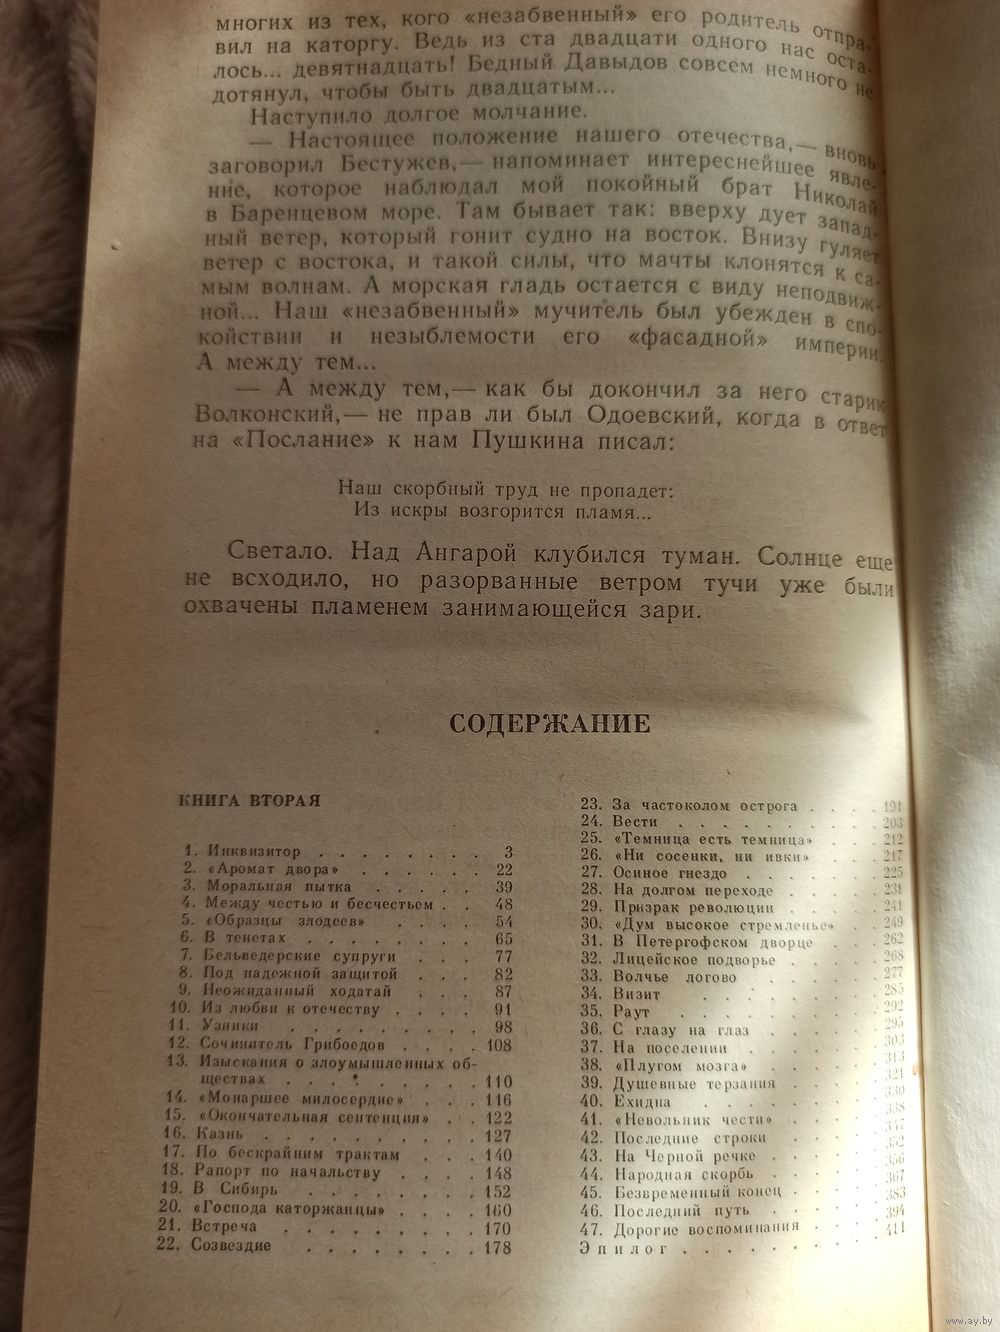 многих из тех, кого «незабвенный» его родитель отпра-
вил на каторгу. Ведь из ста двадцати одного нас оста-
лось... девятнадцать! Бедный Давыдов совсем немного не
дотянул, чтобы быть двадцатым...
Наступило долгое молчание.
— Настоящее положение нашего отечества,— вновь
заговорил Бестужев,— напоминает интереснейшее явле-
ние, которое наблюдал мой покойный брат Николай
в Баренцевом море. Там бывает так: вверху дует запад-
ный ветер, который гонит судно на восток. Внизу гуляет
ветер с востока, и такой силы, что мачты клонятся к са-
мым волнам. А морская гладь остается с виду неподвиж-
ной... Наш «незабвенный» мучитель был убежден в спо-
койствии и незыблемости его «фасадной» империи.
А между тем...
— А между тем,— как бы докончил за него старик
Волконский,— не прав ли был Одоевский, когда в ответ
на «Послание» к нам Пушкина писал:
Наш скорбный труд не пропадет:
Из искры возгорится пламя...
Светало. Над Ангарой клубился туман. Солнце еще
не всходило, но разорванные ветром тучи уже были
охвачены пламенем занимающейся зари.
СОДЕРЖАНИЕ
КНИГА ВТОРАЯ
1. Инквизитор . . . . . . . . 3
2. «Аромат двора» . . . . . . 22
3. Моральная пытка . . . . . 39
4. Между честью и бесчестьем . . 48
5. «Образцы злодеев» . . . . 54
6. В тенетах . . . . . . . 65
7. Бельведерские супруги . . . 77
8. Под надежной защитой . . . 82
9. Неожиданный ходатай . . . 87
10. Из любви к отечеству . . . . 91
11. Узники . . . . . . . . 98
12. Сочинитель Грибоедов . . . . 108
13. Изыскания о злоумышленных об-
ществах . . . . . . . . 110
14. «Монаршее милосердие» . . . 116
15. «Окончательная сентенция» . . 122
16. Казнь . . . . . . . . . 127
17. По бескрайним трактам . . . 140
18. Рапорт по начальству . . . . 148
19. В Сибирь . . . . . . . 152
20. «Господа каторжанцы» . . . . 160
21. Встреча . . . . . . . . 170
22. Созвездие . . . . . . . 178
23. За частоколом острога . . . . 191
24. Вести . . . . . . . . . 203
25. «Темница есть темница» . . . 212
26. «Ни сосенки, ни ивки» . . . 217
27. Осиное гнездо . . . . . . 225
28. На долгом переходе . . . . 231
29. Призрак революции . . . . 241
30. «Дум высокое стремленье» . . 249
31. В Петергофском дворце . . . 262
32. Лицейское подворье . . . . . 268
33. Волчье логово . . . . . . 277
34. Визит . . . . . . . . 285
35. Раут . . . . . . . . . 292
36. С глазу на глаз . . . . . 295
37. На поселении . . . . . . 303
38. «Плугом мозга» . . . . . 313
39. Душевные терзания . . . . 321
40. Ехидна . . . . . . . . 330
41. «Невольник чести» . . . . 338
42. Последние строки . . . . 347
43. На Черной речке . . . . . 352
44. Народная скорбь . . . . . 356
45. Безвременный конец . . . . 367
46. Последний путь . . . . . 383
47. Дорогие воспоминания . . . 394
Эпилог . . . . . . . . . 411
www.ay.by